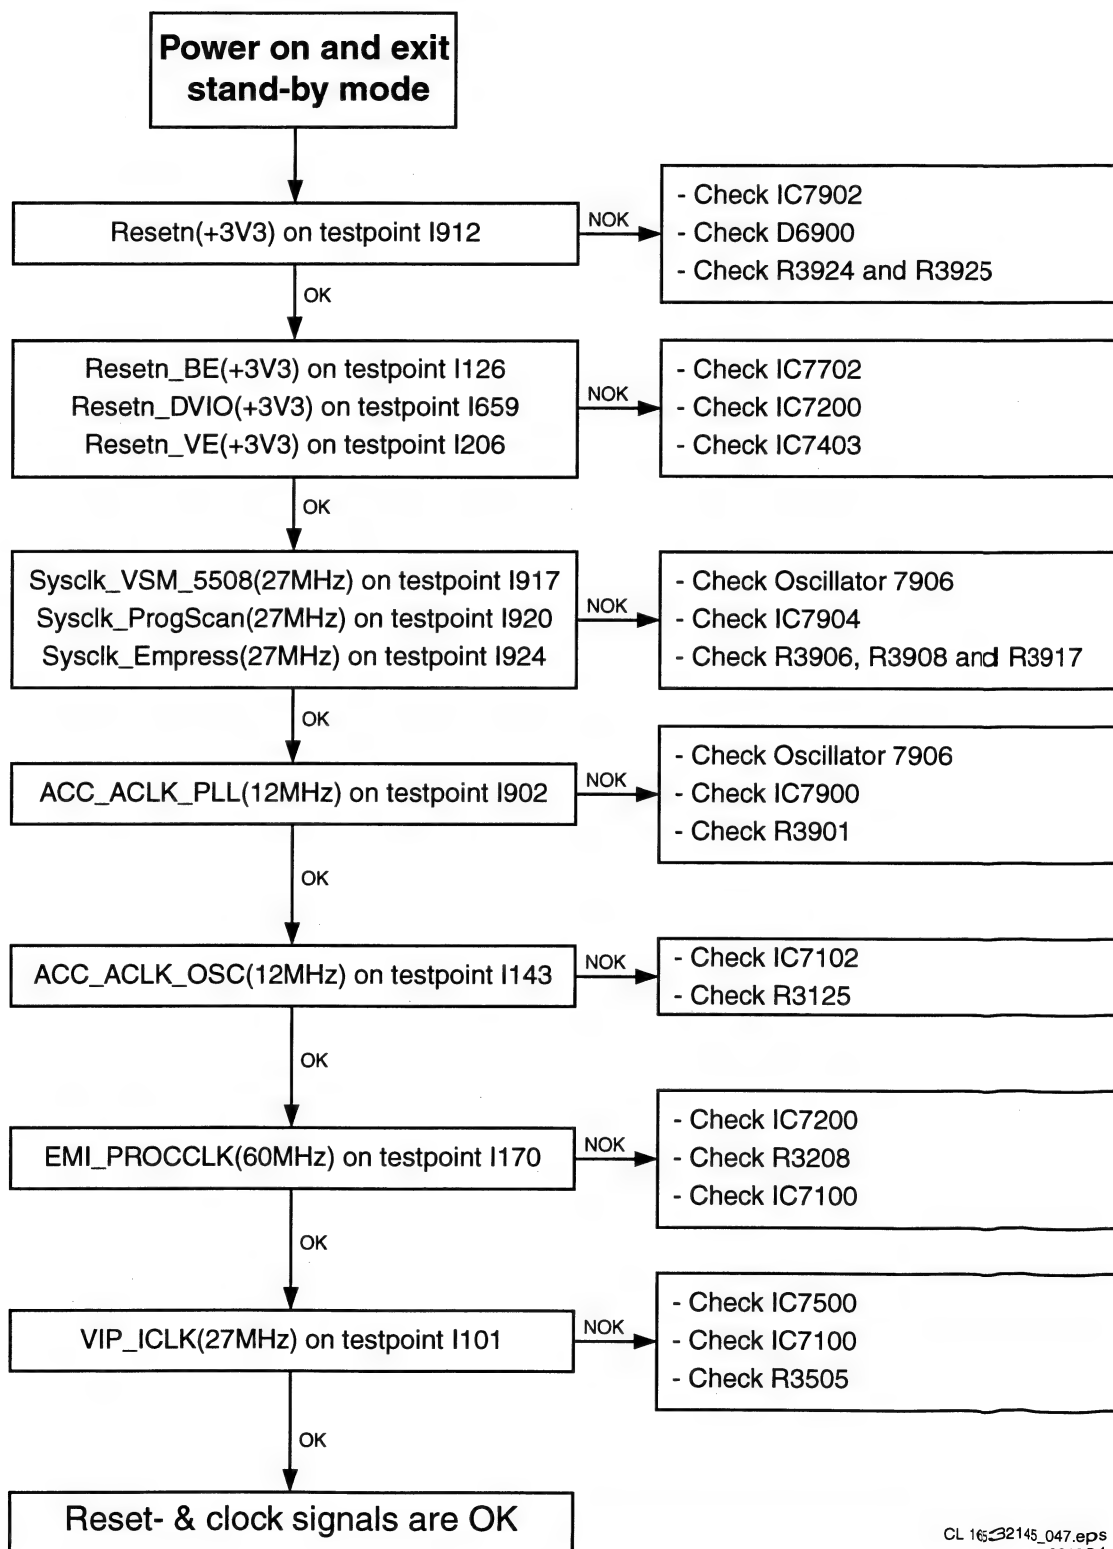 Power on and exit
stand-by mode
Resetn(+3V3) on testpoint I912
NOK
- Check IC7902
- Check D6900
- Check R3924 and R3925
OK
Resetn_BE(+3V3) on testpoint I126
Resetn_DVIO(+3V3) on testpoint I659
Resetn_VE(+3V3) on testpoint I206
NOK
- Check IC7702
- Check IC7200
- Check IC7403
OK
Sysclk_VSM_5508(27MHz) on testpoint I917
Sysclk_ProgScan(27MHz) on testpoint I920
Sysclk_Empress(27MHz) on testpoint I924
NOK
- Check Oscillator 7906
- Check IC7904
- Check R3906, R3908 and R3917
OK
ACC_ACLK_PLL(12MHz) on testpoint I902
NOK
- Check Oscillator 7906
- Check IC7900
- Check R3901
OK
ACC_ACLK_OSC(12MHz) on testpoint I143
NOK
- Check IC7102
- Check R3125
OK
EMI_PROCCLK(60MHz) on testpoint I170
NOK
- Check IC7200
- Check R3208
- Check IC7100
OK
VIP_ICLK(27MHz) on testpoint I101
NOK
- Check IC7500
- Check IC7100
- Check R3505
OK
Reset- & clock signals are OK
CL